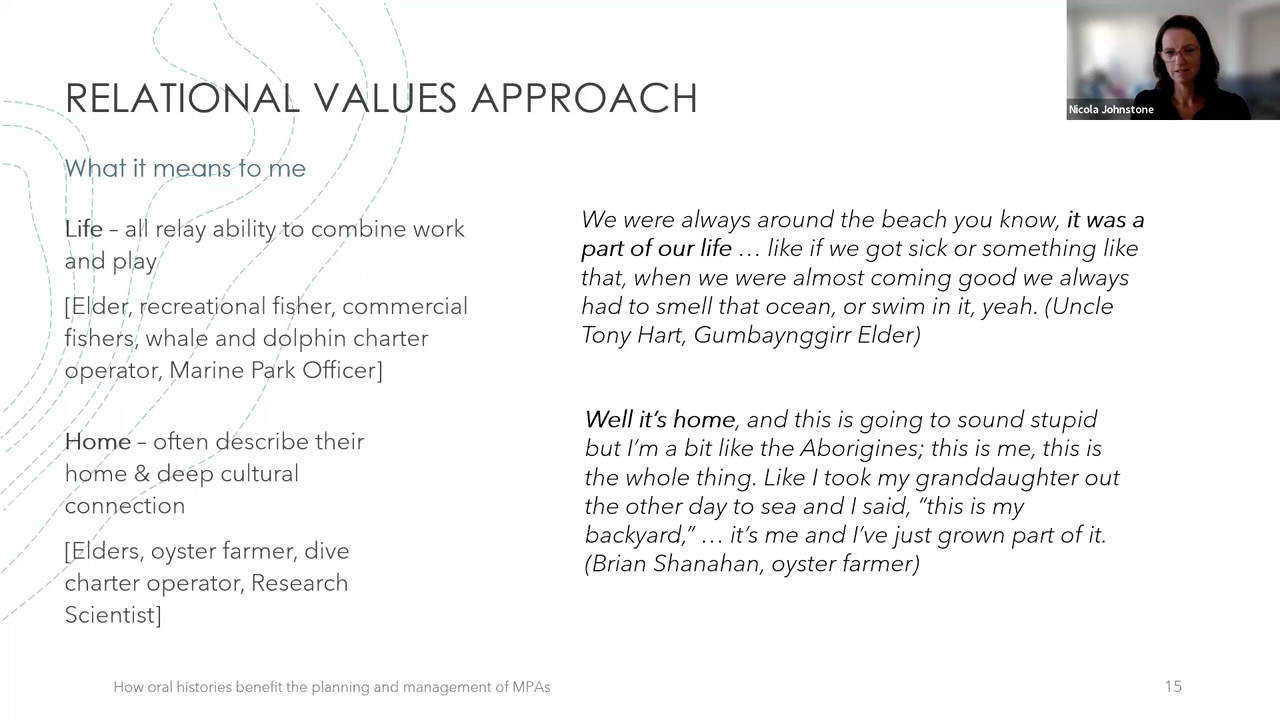 RELATIONAL VALUES APPROACH
Nicola Johnstone
What it means to me
Life – all relay ability to combine work
and play
[Elder, recreational fisher, commercial
fishers, whale and dolphin charter
operator, Marine Park Officer]
Home – often describe their
home & deep cultural
connection
[Elders, oyster farmer, dive
charter operator, Research
Scientist]
We were always around the beach you know, it was a
part of our life … like if we got sick or something like
that, when we were almost coming good we always
had to smell that ocean, or swim in it, yeah. (Uncle
Tony Hart, Gumbaynggirr Elder)
Well it’s home, and this is going to sound stupid
but I’m a bit like the Aborigines; this is me, this is
the whole thing. Like I took my granddaughter out
the other day to sea and I said, “this is my
backyard,” … it’s me and I’ve just grown part of it.
(Brian Shanahan, oyster farmer)
How oral histories benefit the planning and management of MPAs
15